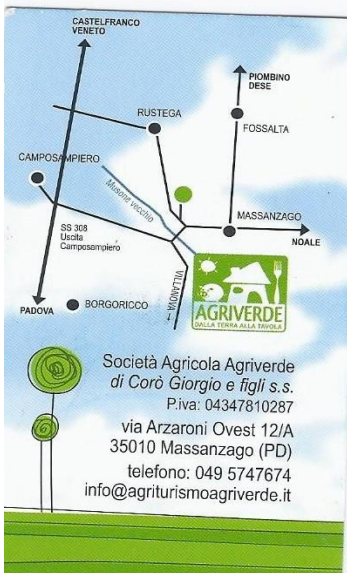 CASTELFRANCO
VENETO
PIOMBINO
DESE
RUSTEGA
FOSSALTA
CAMPOSAMPIERO
Musone vecchio
MASSANZAGO
SS 308
Uscita
Camposampiero
NOALE
VILLANOVA →
PADOVA
BORGORICCO
AGRIVERDE
DALLA TERRA ALLA TAVOLA
Società Agricola Agriverde
di Corò Giorgio e figli s.s.
P.iva: 04347810287
via Arzaroni Ovest 12/A
35010 Massanzago (PD)
telefono: 049 5747674
info@agriturismoagriverde.it